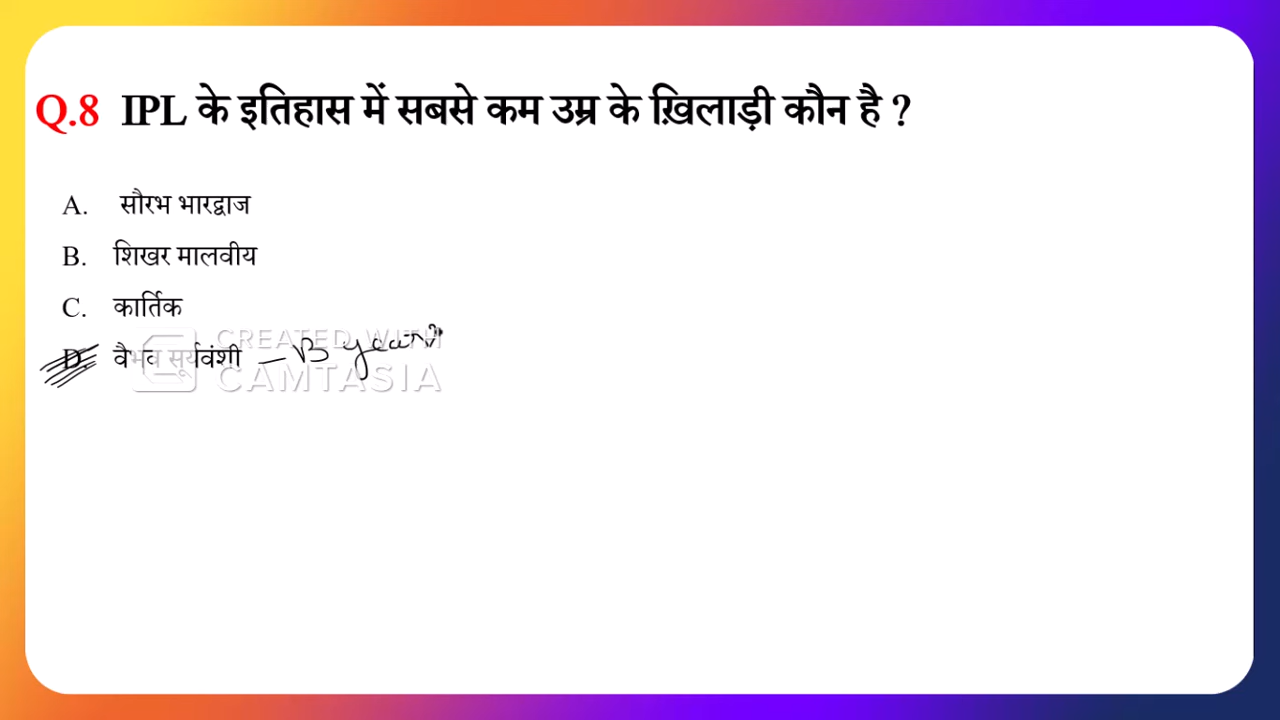 Q.8 IPL के इतिहास में सबसे कम उम्र के ख़िलाड़ी कौन है ?
A. सौरभ भारद्वाज
B. शिखर मालवीय
C. कार्तिक
CREATED WITH
D. वैभव सूर्यवंशी – 13 years
CAMTASIA